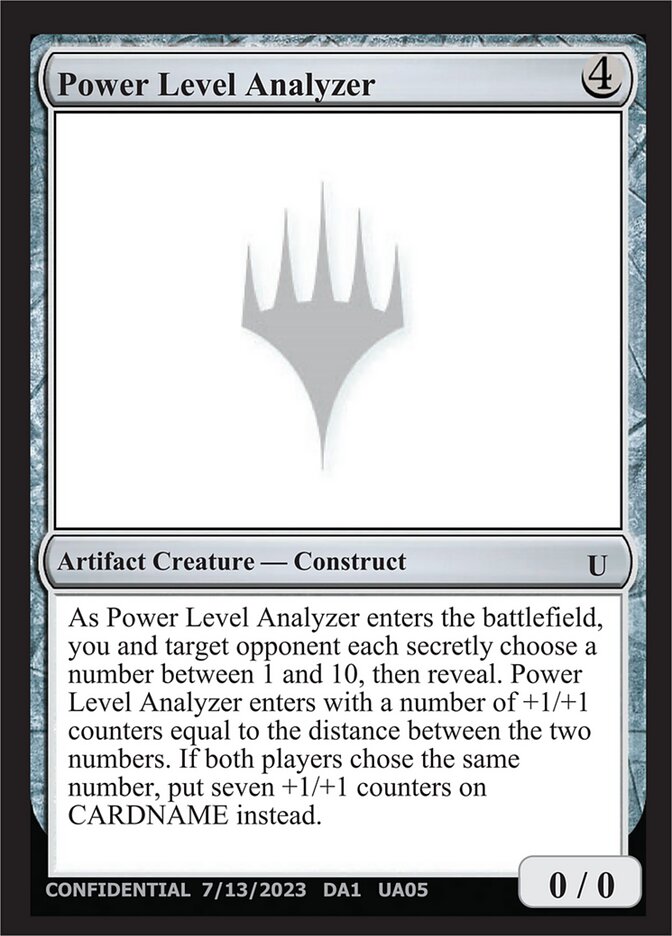 Power Level Analyzer 4
Artifact Creature — Construct U
As Power Level Analyzer enters the battlefield,
you and target opponent each secretly choose a
number between 1 and 10, then reveal. Power
Level Analyzer enters with a number of +1/+1
counters equal to the distance between the two
numbers. If both players chose the same
number, put seven +1/+1 counters on
CARDNAME instead.
CONFIDENTIAL 7/13/2023 DA1 UA05
0 / 0